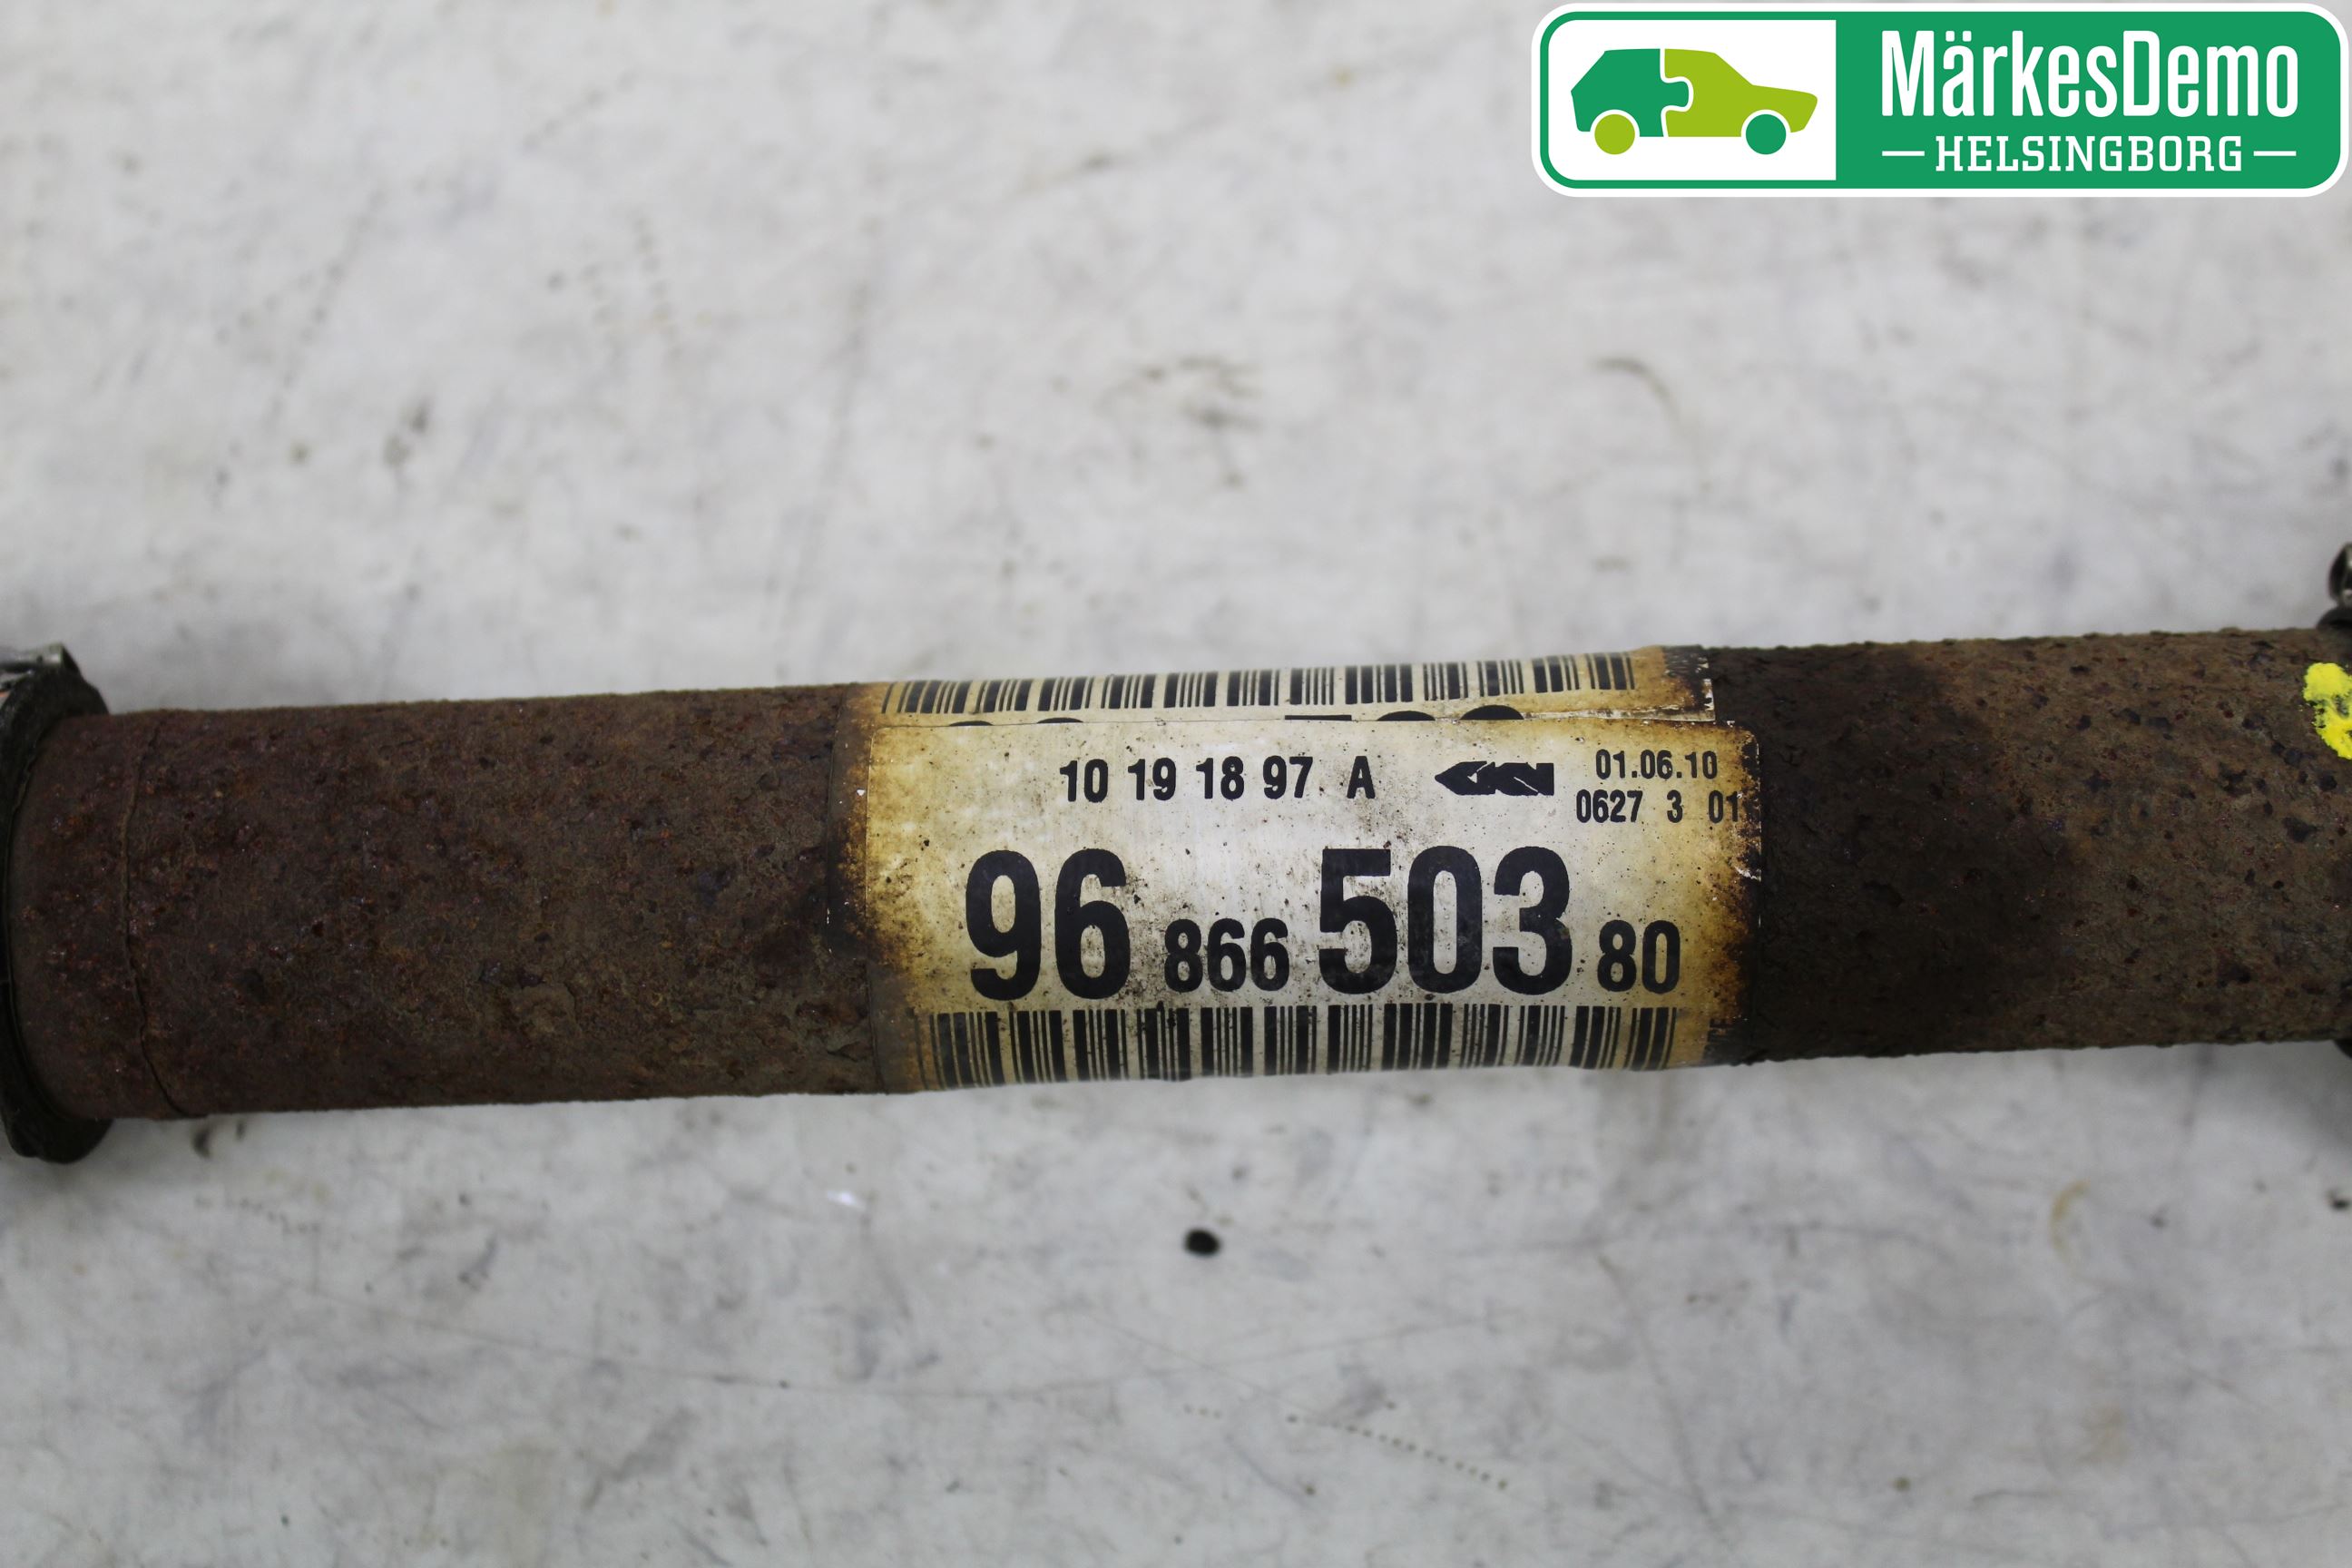 MärkesDemo
HELSINGBORG
10 19 18 97 A GKN 01.06.10
0627 3 01
96 866 503 80